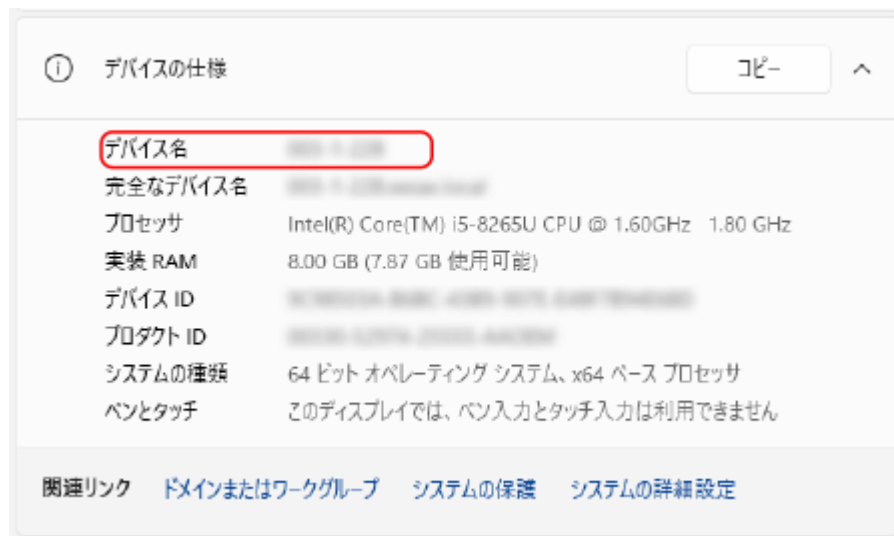 デバイスの仕様
コピー
デバイス名
完全なデバイス名
プロセッサ Intel(R) Core(TM) i5-8265U CPU @ 1.60GHz 1.80 GHz
実装 RAM 8.00 GB (7.87 GB 使用可能)
デバイス ID
プロダクト ID
システムの種類 64 ビット オペレーティング システム、x64 ベース プロセッサ
ペンとタッチ このディスプレイでは、ペン入力とタッチ入力は利用できません
関連リンク ドメインまたはワークグループ システムの保護 システムの詳細設定